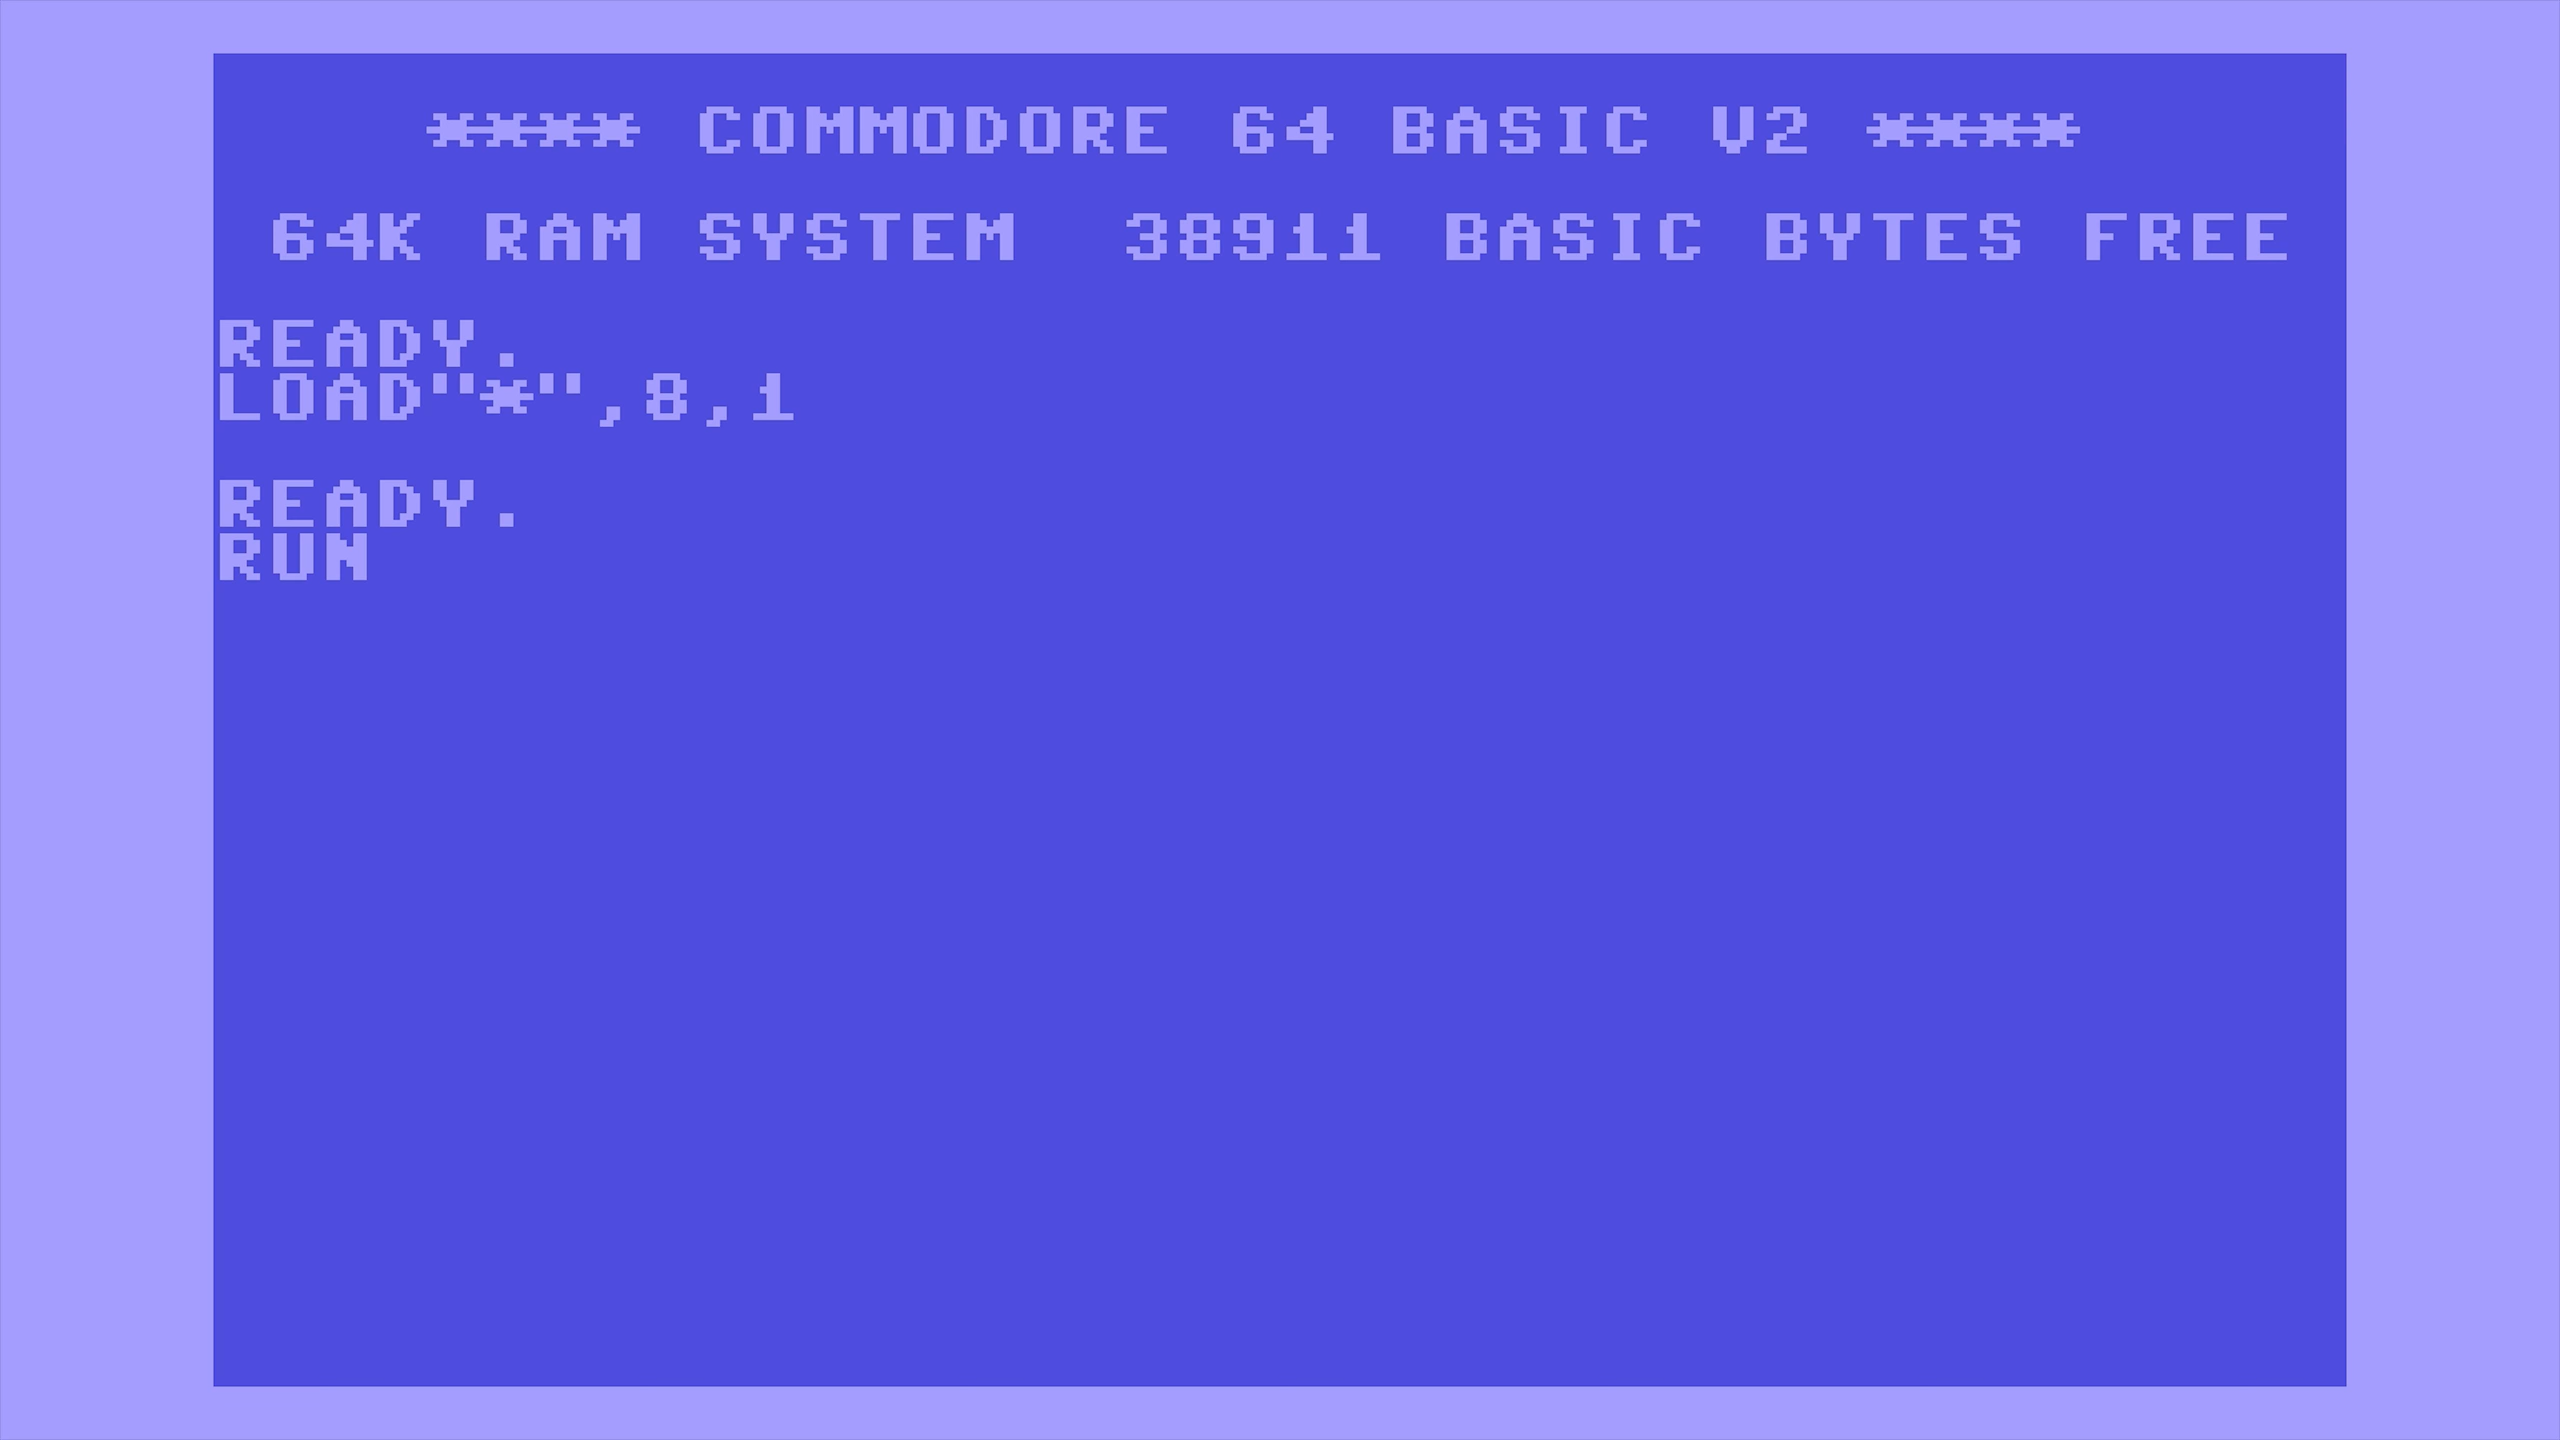 **** COMMODORE 64 BASIC V2 ****
64K RAM SYSTEM  38911 BASIC BYTES FREE
READY.
LOAD"*",8,1
READY.
RUN